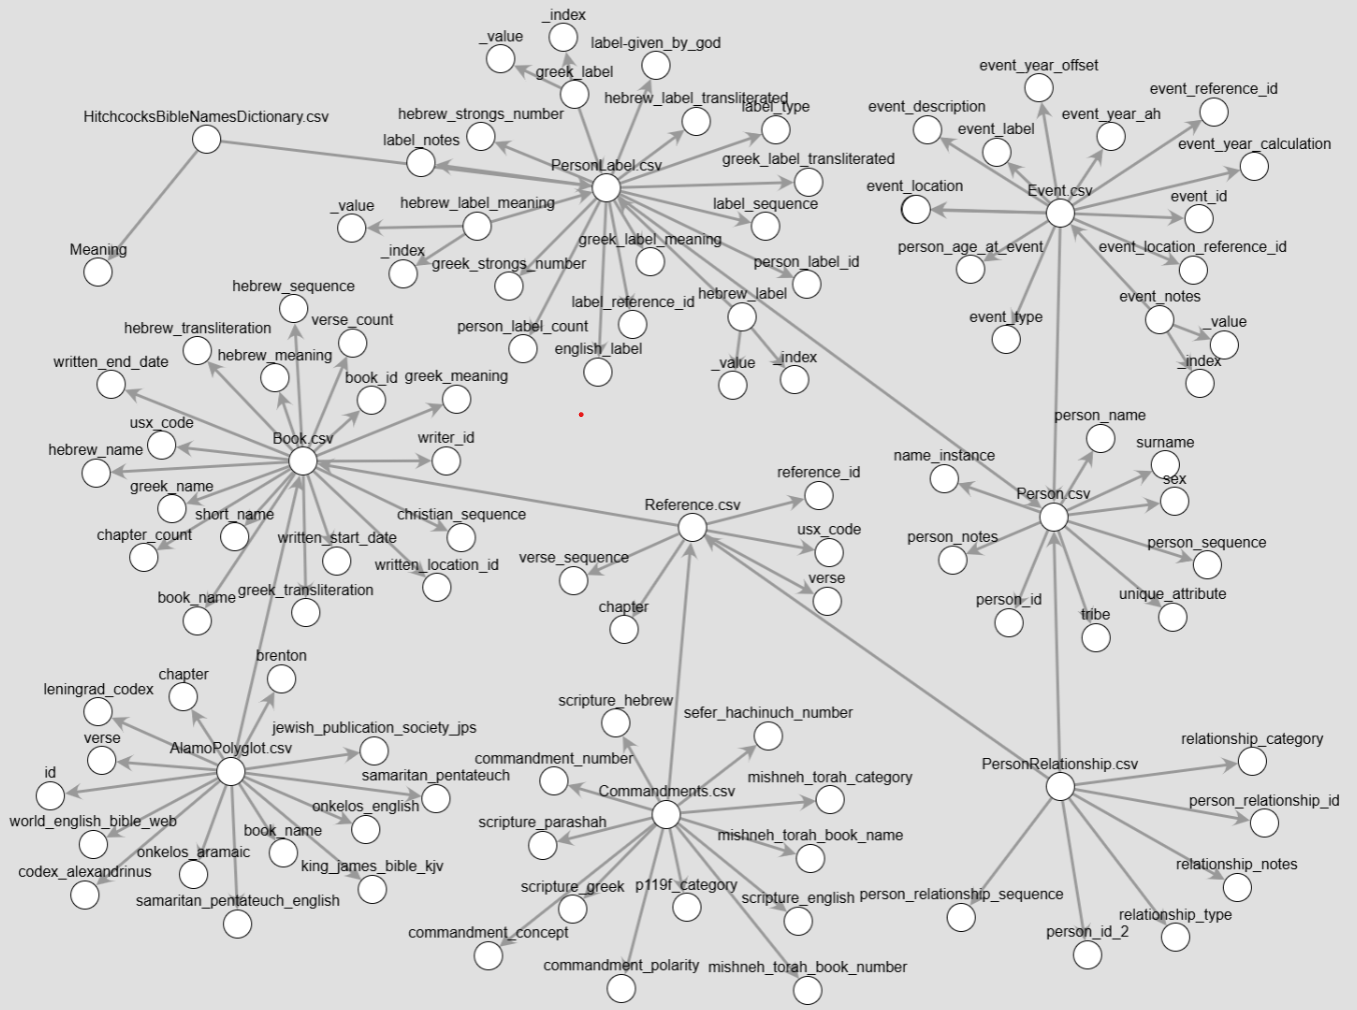 _index
_value
label-given_by_god
greek_label
hebrew_strongs_number
hebrew_label_transliterated
label_type
label_notes
HitchcocksBibleNamesDictionary.csv
PersonLabel.csv
greek_label_transliterated
_value
hebrew_label_meaning
label_sequence
_index
greek_strongs_number
greek_label_meaning
person_label_id
Meaning
label_reference_id
hebrew_label
person_label_count
english_label
_value
_index
event_year_offset
event_reference_id
event_description
event_label
event_year_ah
event_year_calculation
event_location
Event.csv
event_id
person_age_at_event
event_location_reference_id
event_notes
event_type
_value
_index
hebrew_sequence
verse_count
hebrew_transliteration
written_end_date
hebrew_meaning
book_id
greek_meaning
usx_code
Book.csv
writer_id
hebrew_name
greek_name
short_name
christian_sequence
chapter_count
written_start_date
written_location_id
book_name
greek_transliteration
reference_id
Reference.csv
usx_code
verse_sequence
verse
chapter
person_name
surname
name_instance
sex
Person.csv
person_notes
person_sequence
person_id
unique_attribute
tribe
brenton
chapter
leningrad_codex
jewish_publication_society_jps
verse
AlamoPolyglot.csv
id
samaritan_pentateuch
world_english_bible_web
book_name
onkelos_english
onkelos_aramaic
codex_alexandrinus
king_james_bible_kjv
samaritan_pentateuch_english
scripture_hebrew
sefer_hachinuch_number
commandment_number
mishneh_torah_category
Commandments.csv
scripture_parashah
mishneh_torah_book_name
scripture_greek
p119f_category
scripture_english
commandment_concept
commandment_polarity
mishneh_torah_book_number
relationship_category
PersonRelationship.csv
person_relationship_id
relationship_notes
person_relationship_sequence
relationship_type
person_id_2